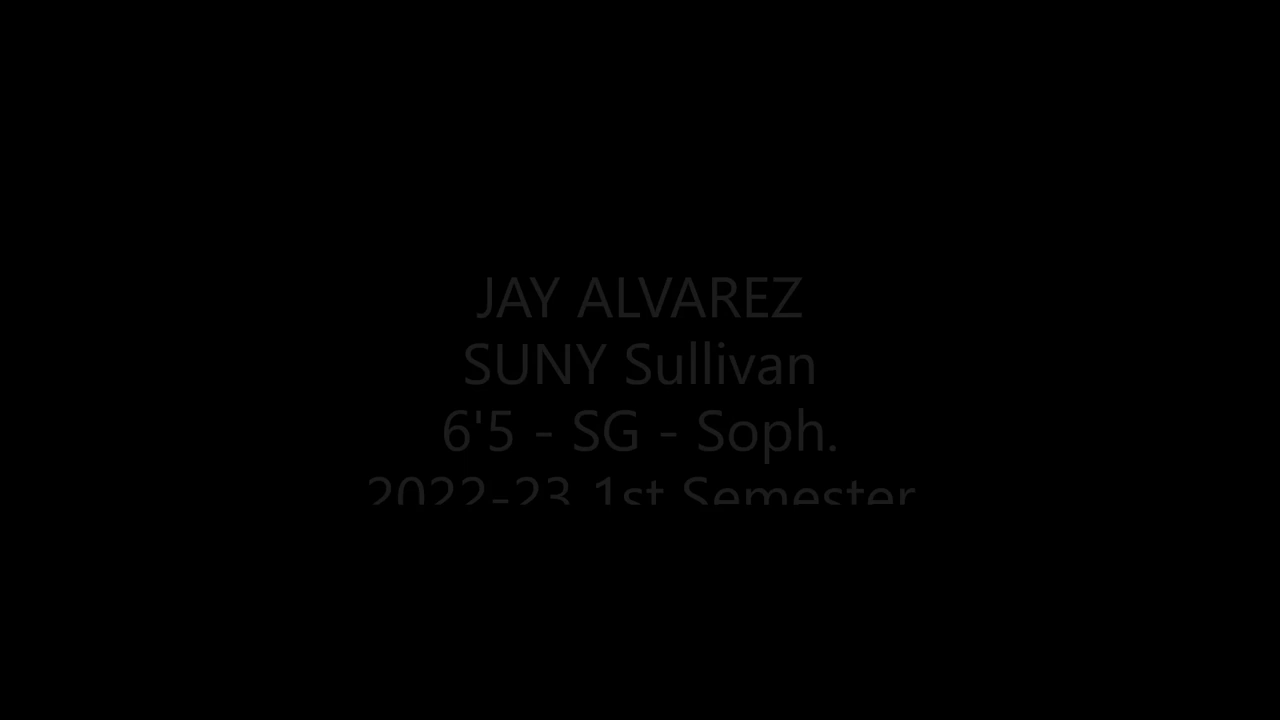 JAY ALVAREZ
SUNY Sullivan
6'5 - SG - Soph.
2022-23 1st Semester